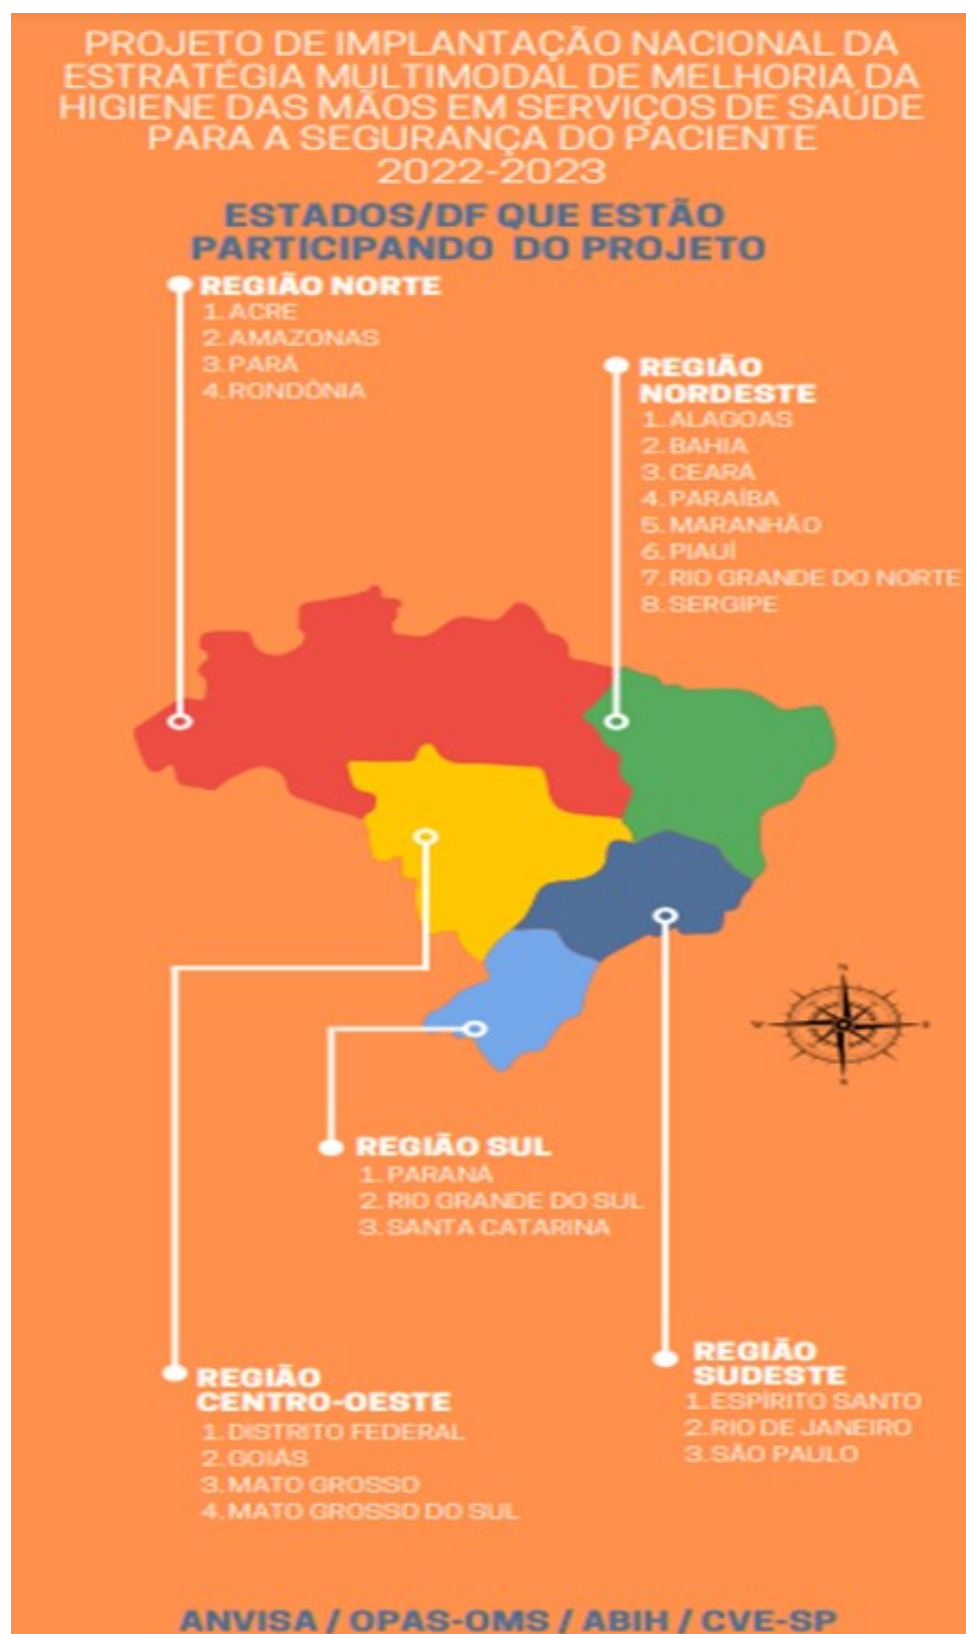 PROJETO DE IMPLANTAÇÃO NACIONAL DA
ESTRATÉGIA MULTIMODAL DE MELHORIA DA
HIGIENE DAS MÃOS EM SERVIÇOS DE SAÚDE
PARA A SEGURANÇA DO PACIENTE
2022-2023
ESTADOS/DF QUE ESTÃO
PARTICIPANDO DO PROJETO
REGIÃO NORTE
1. ACRE
2. AMAZONAS
3. PARÁ
4. RONDÔNIA
REGIÃO
NORDESTE
1. ALAGOAS
2. BAHIA
3. CEARÁ
4. PARAÍBA
5. MARANHÃO
6. PIAUÍ
7. RIO GRANDE DO NORTE
8. SERGIPE
REGIÃO SUL
1. PARANÁ
2. RIO GRANDE DO SUL
3. SANTA CATARINA
REGIÃO
CENTRO-OESTE
1. DISTRITO FEDERAL
2. GOIÁS
3. MATO GROSSO
4. MATO GROSSO DO SUL
REGIÃO
SUDESTE
1. ESPÍRITO SANTO
2. RIO DE JANEIRO
3. SÃO PAULO
ANVISA / OPAS-OMS / ABIH / CVE-SP